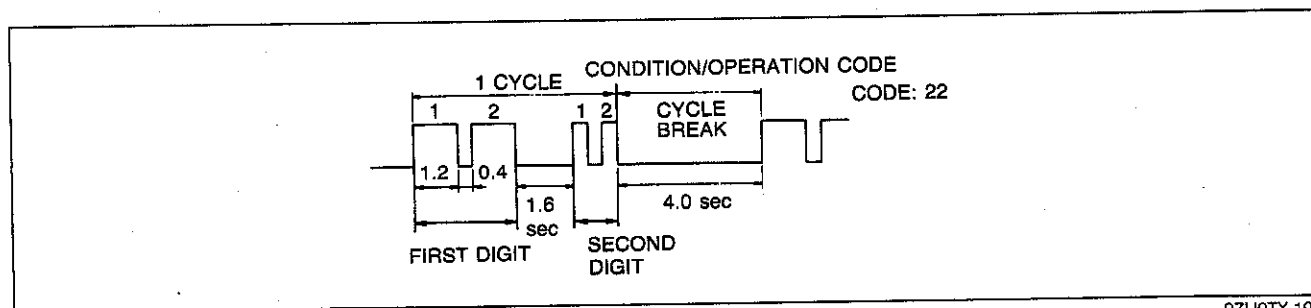 CONDITION/OPERATION CODE
1 CYCLE
CODE: 22
1 2 1 2 CYCLE
BREAK
1.2 0.4
1.6
sec
4.0 sec
FIRST DIGIT
SECOND
DIGIT